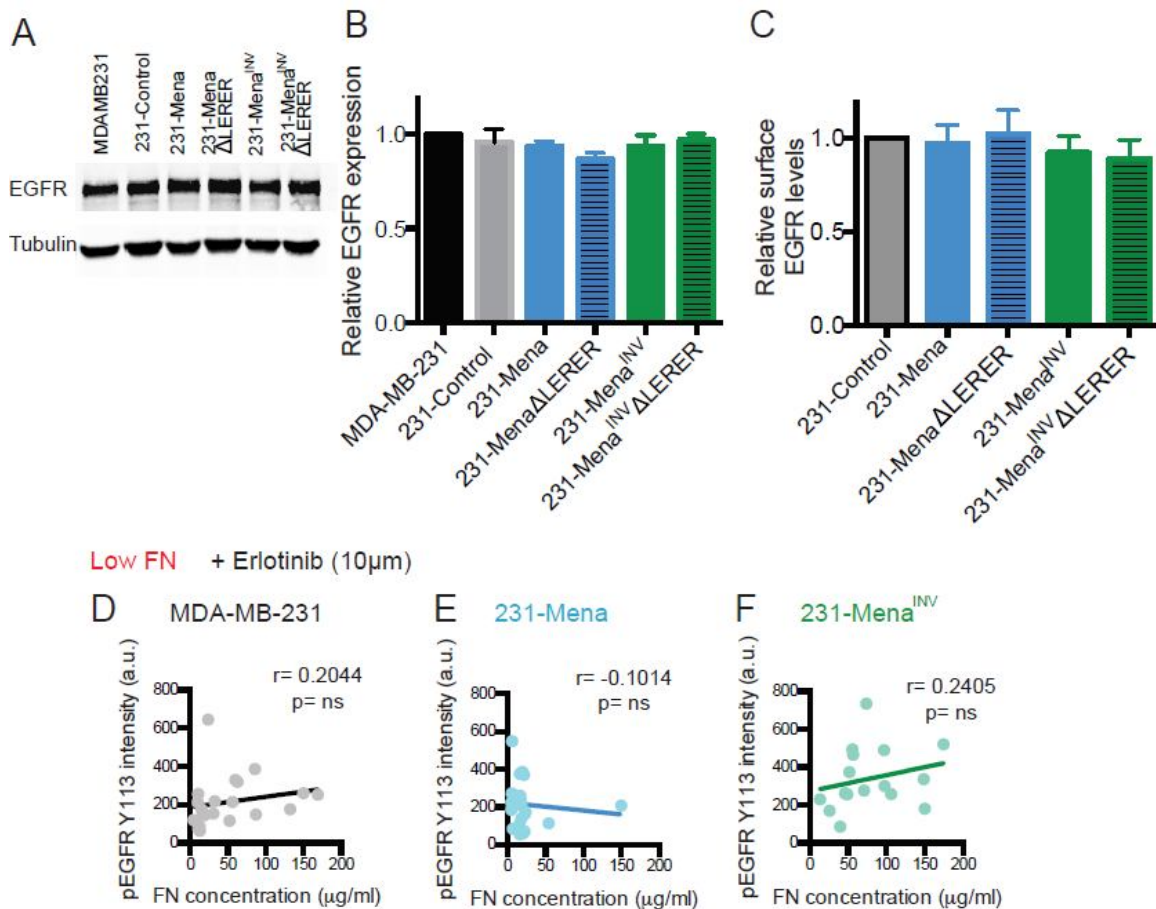 A
MDAMB231
231-Control
231-Mena
231-Mena ΔLERER
231-Mena^INV
231-Mena^INV ΔLERER
EGFR
Tubulin
B
Relative EGFR expression
1.0
0.5
0.0
MDA-MB-231
231-Control
231-Mena
231-MenaΔLERER
231-Mena^INV
231-Mena^INV ΔLERER
C
Relative surface
EGFR levels
1.0
0.5
0.0
231-Control
231-Mena
231-Mena ΔLERER
231-Mena^INV
231-Mena^INV ΔLERER
Low FN + Erlotinib (10μm)
D MDA-MB-231
pEGFR Y113 intensity (a.u.)
r= 0.2044
p= ns
800
600
400
200
0
0 50 100 150 200
FN concentration (μg/ml)
E 231-Mena
pEGFR Y113 intensity (a.u.)
r= -0.1014
p= ns
800
600
400
200
0
0 50 100 150 200
FN concentration (μg/ml)
F 231-Mena^INV
pEGFR Y113 intensity (a.u.)
r= 0.2405
p= ns
800
600
400
200
0
0 50 100 150 200
FN concentration (μg/ml)